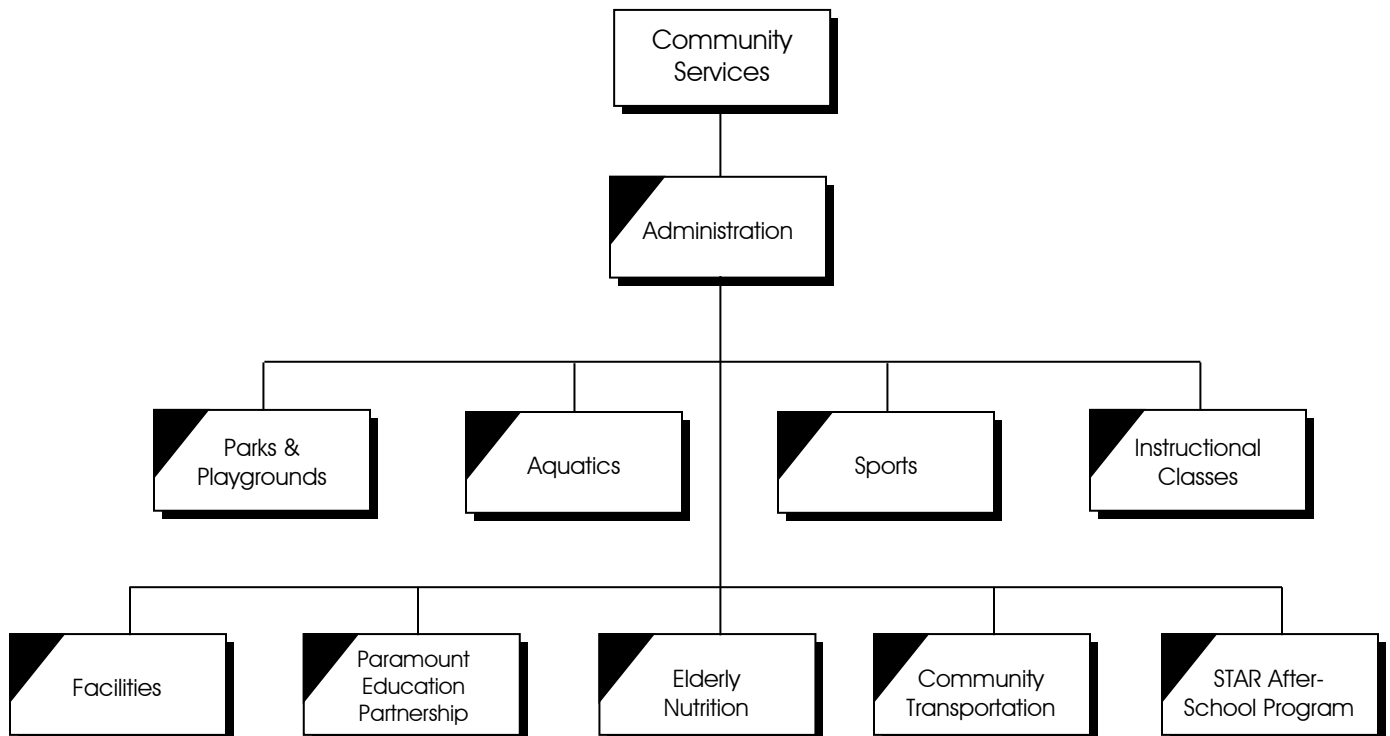 Community
Services
Administration
Parks &
Playgrounds
Aquatics
Sports
Instructional
Classes
Facilities
Paramount
Education
Partnership
Elderly
Nutrition
Community
Transportation
STAR After-
School Program